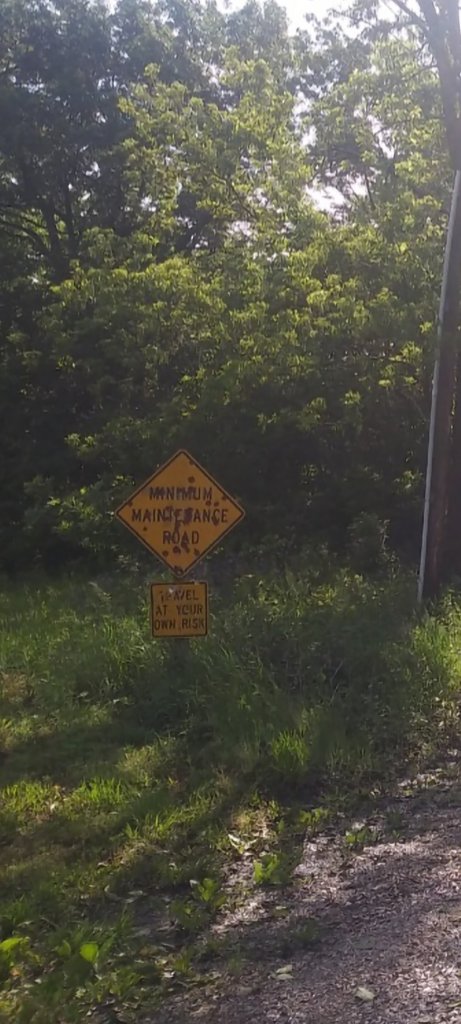 MINIMUM
MAINTENANCE
ROAD
TRAVEL
AT YOUR
OWN RISK